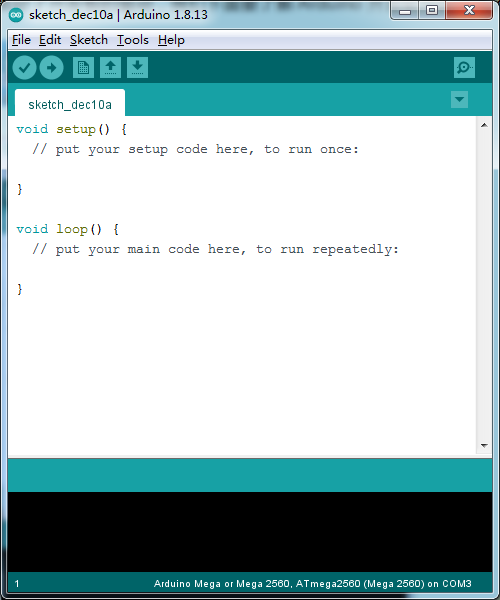 sketch_dec10a | Arduino 1.8.13
File Edit Sketch Tools Help
sketch_dec10a
void setup() {
// put your setup code here, to run once:
}
void loop() {
// put your main code here, to run repeatedly:
}
1 Arduino Mega or Mega 2560, ATmega2560 (Mega 2560) on COM3